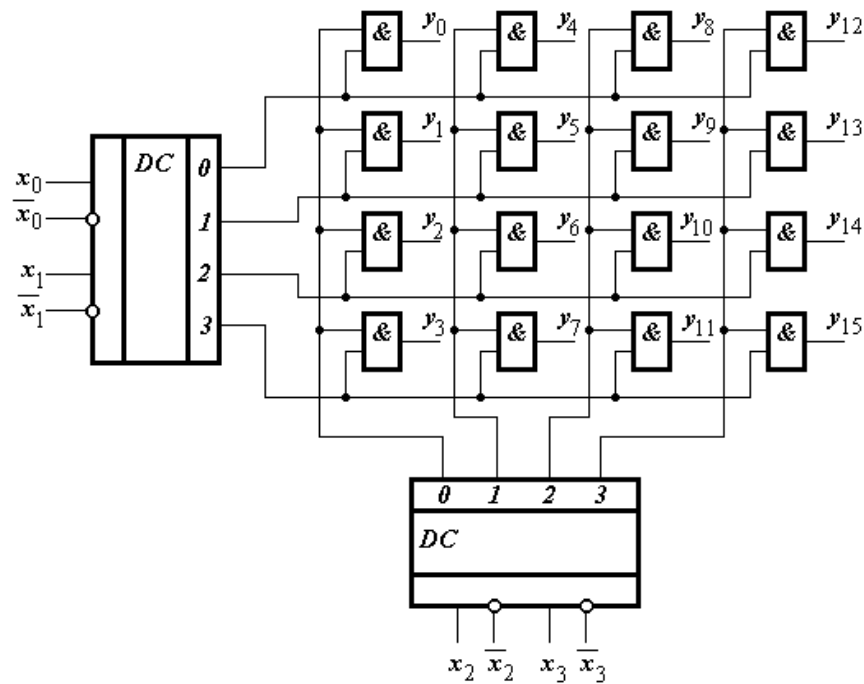 & y0 & y4 & y8 & y12
& y1 & y5 & y9 & y13
DC 0
x0
x̅0 1
& y2 & y6 & y10 & y14
x1 2
x̅1
3 & y3 & y7 & y11 & y15
0 1 2 3
DC
x2 x̅2 x3 x̅3